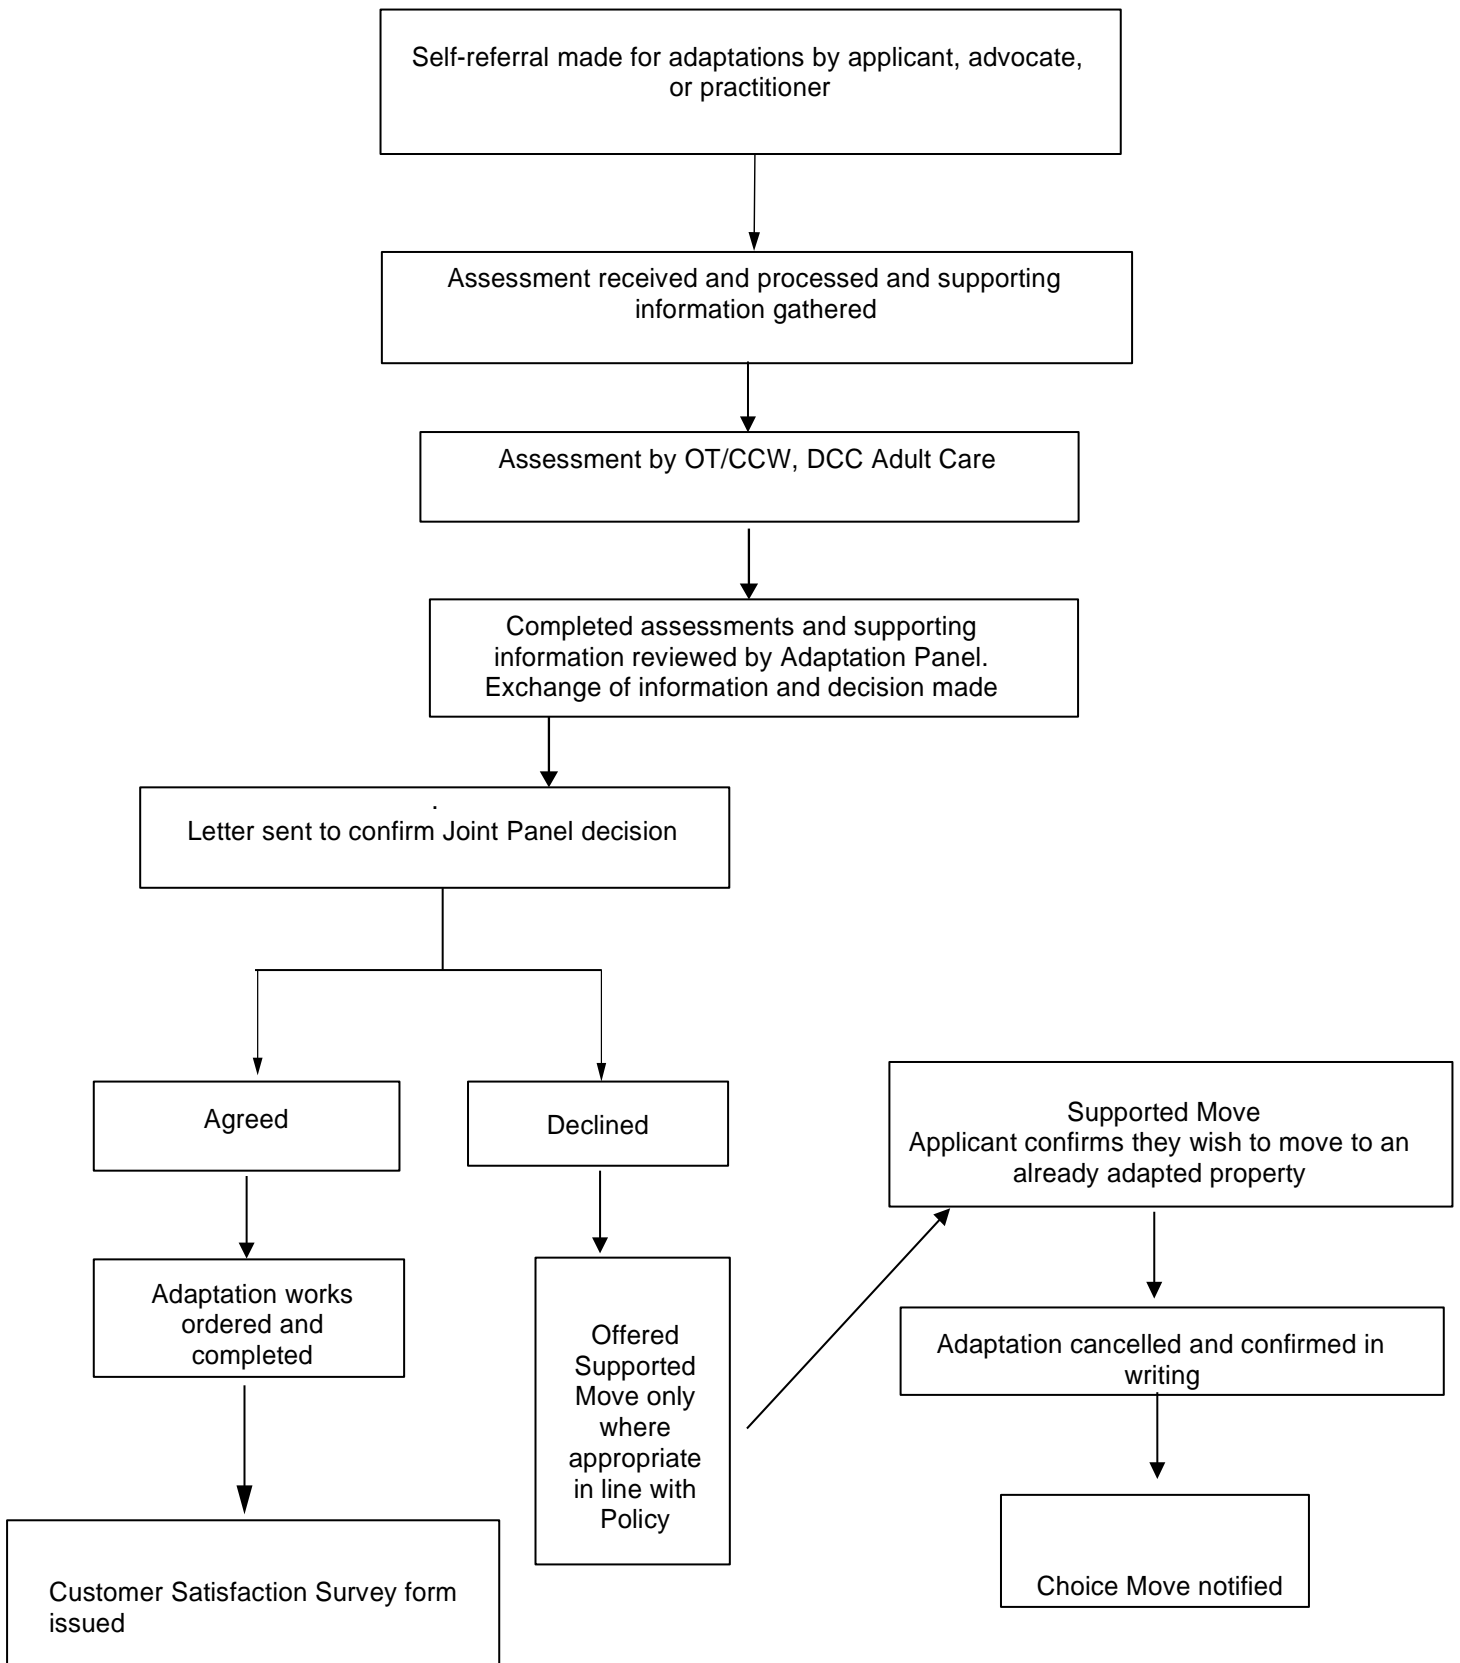 Self-referral made for adaptations by applicant, advocate,
or practitioner
Assessment received and processed and supporting
information gathered
Assessment by OT/CCW, DCC Adult Care
Completed assessments and supporting
information reviewed by Adaptation Panel.
Exchange of information and decision made
.
Letter sent to confirm Joint Panel decision
Agreed
Declined
Adaptation works
ordered and
completed
Offered
Supported
Move only
where
appropriate
in line with
Policy
Customer Satisfaction Survey form
issued
Supported Move
Applicant confirms they wish to move to an
already adapted property
Adaptation cancelled and confirmed in
writing
Choice Move notified